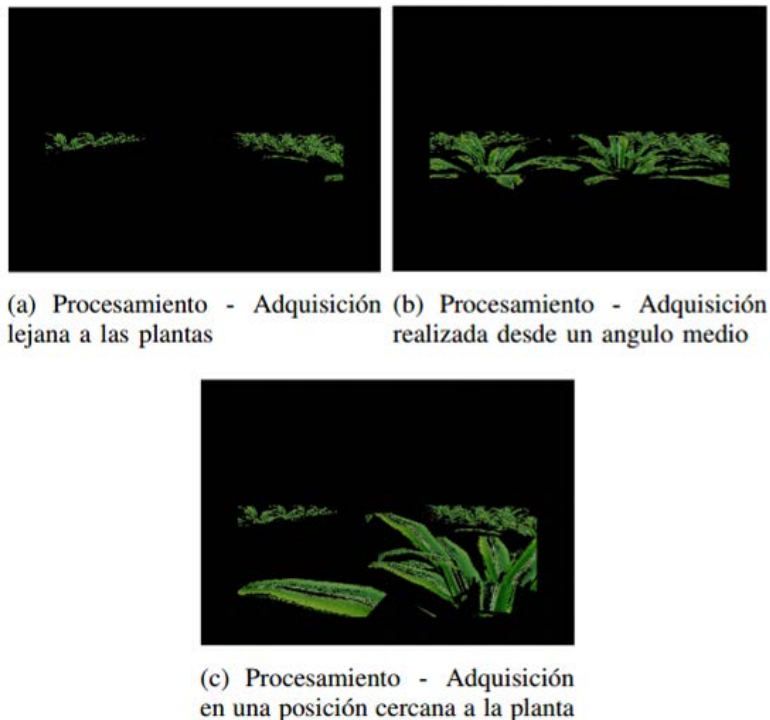 (a) Procesamiento - Adquisición
lejana a las plantas
(b) Procesamiento - Adquisición
realizada desde un angulo medio
(c) Procesamiento - Adquisición
en una posición cercana a la planta